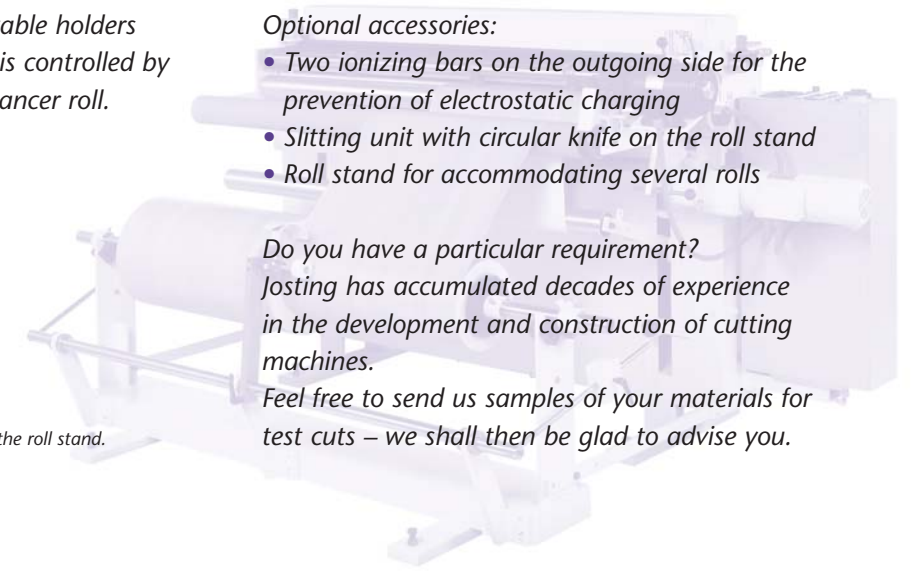 able holders
is controlled by
ancer roll.
the roll stand.
Optional accessories:
• Two ionizing bars on the outgoing side for the
prevention of electrostatic charging
• Slitting unit with circular knife on the roll stand
• Roll stand for accommodating several rolls
Do you have a particular requirement?
Josting has accumulated decades of experience
in the development and construction of cutting
machines.
Feel free to send us samples of your materials for
test cuts – we shall then be glad to advise you.